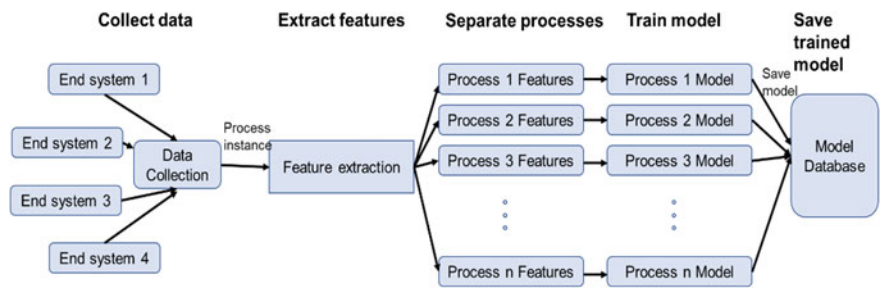 Collect data
Extract features
Separate processes
Train model
Save
trained
model
End system 1
End system 2
End system 3
End system 4
Data
Collection
Process
instance
Feature extraction
Process 1 Features
Process 2 Features
Process 3 Features
Process n Features
Process 1 Model
Process 2 Model
Process 3 Model
Process n Model
Save
model
Model
Database